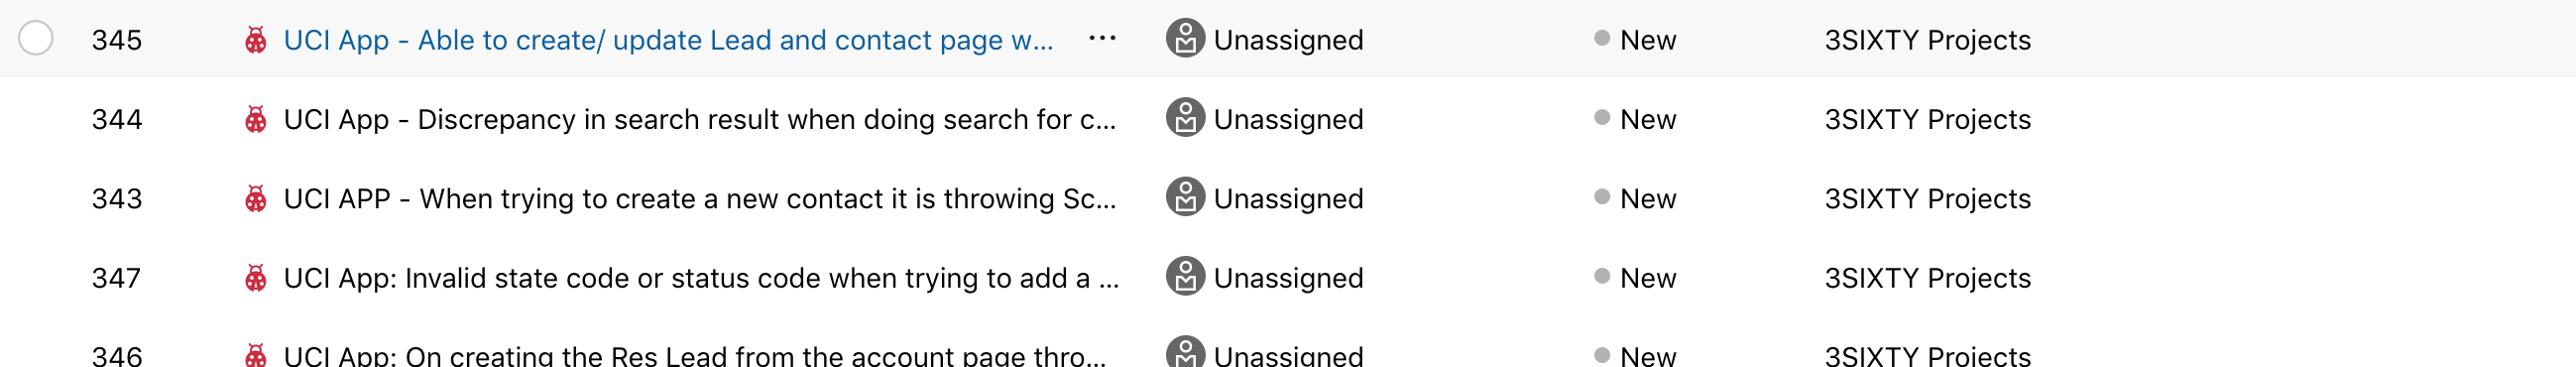 345 UCI App - Able to create/ update Lead and contact page w... ... Unassigned New 3SIXTY Projects
344 UCI App - Discrepancy in search result when doing search for c... Unassigned New 3SIXTY Projects
343 UCI APP - When trying to create a new contact it is throwing Sc... Unassigned New 3SIXTY Projects
347 UCI App: Invalid state code or status code when trying to add a ... Unassigned New 3SIXTY Projects
346 UCI App: On creating the Res Lead from the account page thro... Unassigned New 3SIXTY Projects